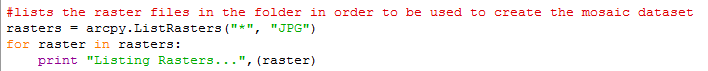 #lists the raster files in the folder in order to be used to create the mosaic dataset
rasters = arcpy.ListRasters("*", "JPG")
for raster in rasters:
    print "Listing Rasters...",(raster)